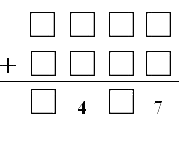 □ □ □ □
+ □ □ □ □
□ 4 □ 7